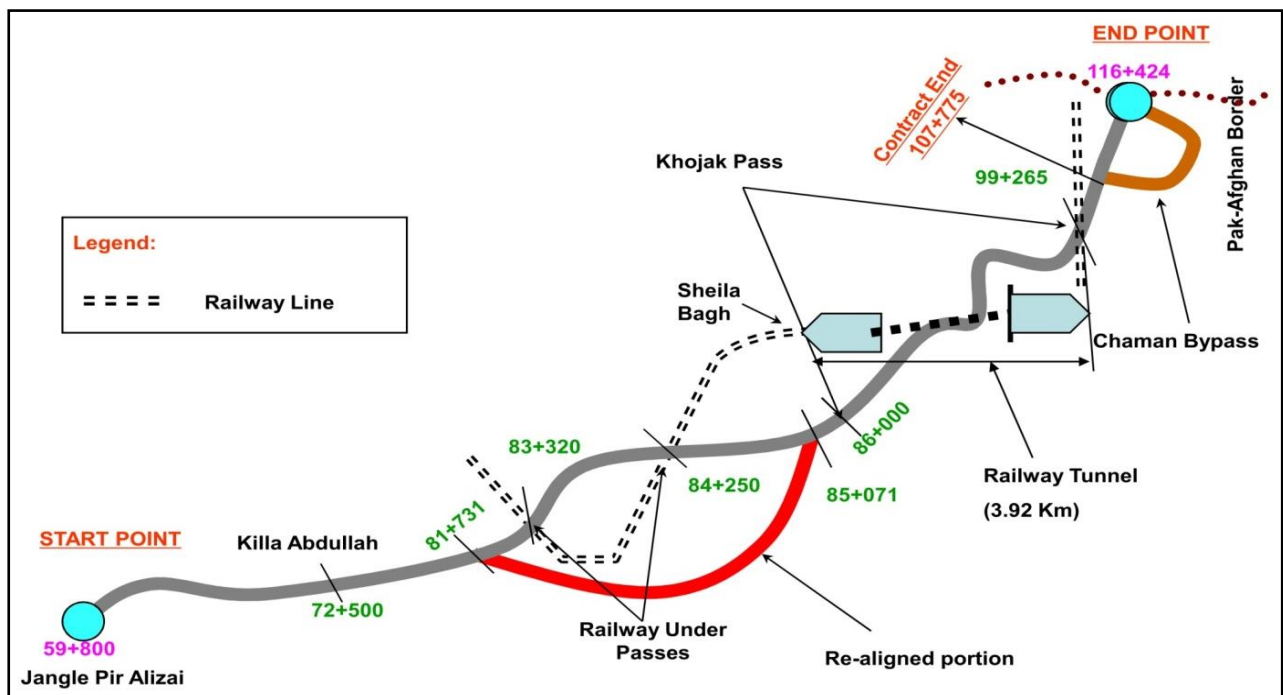 END POINT
116+424
Contract End
107+775
Khojak Pass
99+265
Pak-Afghan Border
Legend:
Railway Line
Sheila
Bagh
Chaman Bypass
83+320
86+000
84+250
85+071
Railway Tunnel
(3.92 Km)
START POINT
Killa Abdullah
81+731
72+500
Railway Under
Passes
Re-aligned portion
59+800
Jangle Pir Alizai